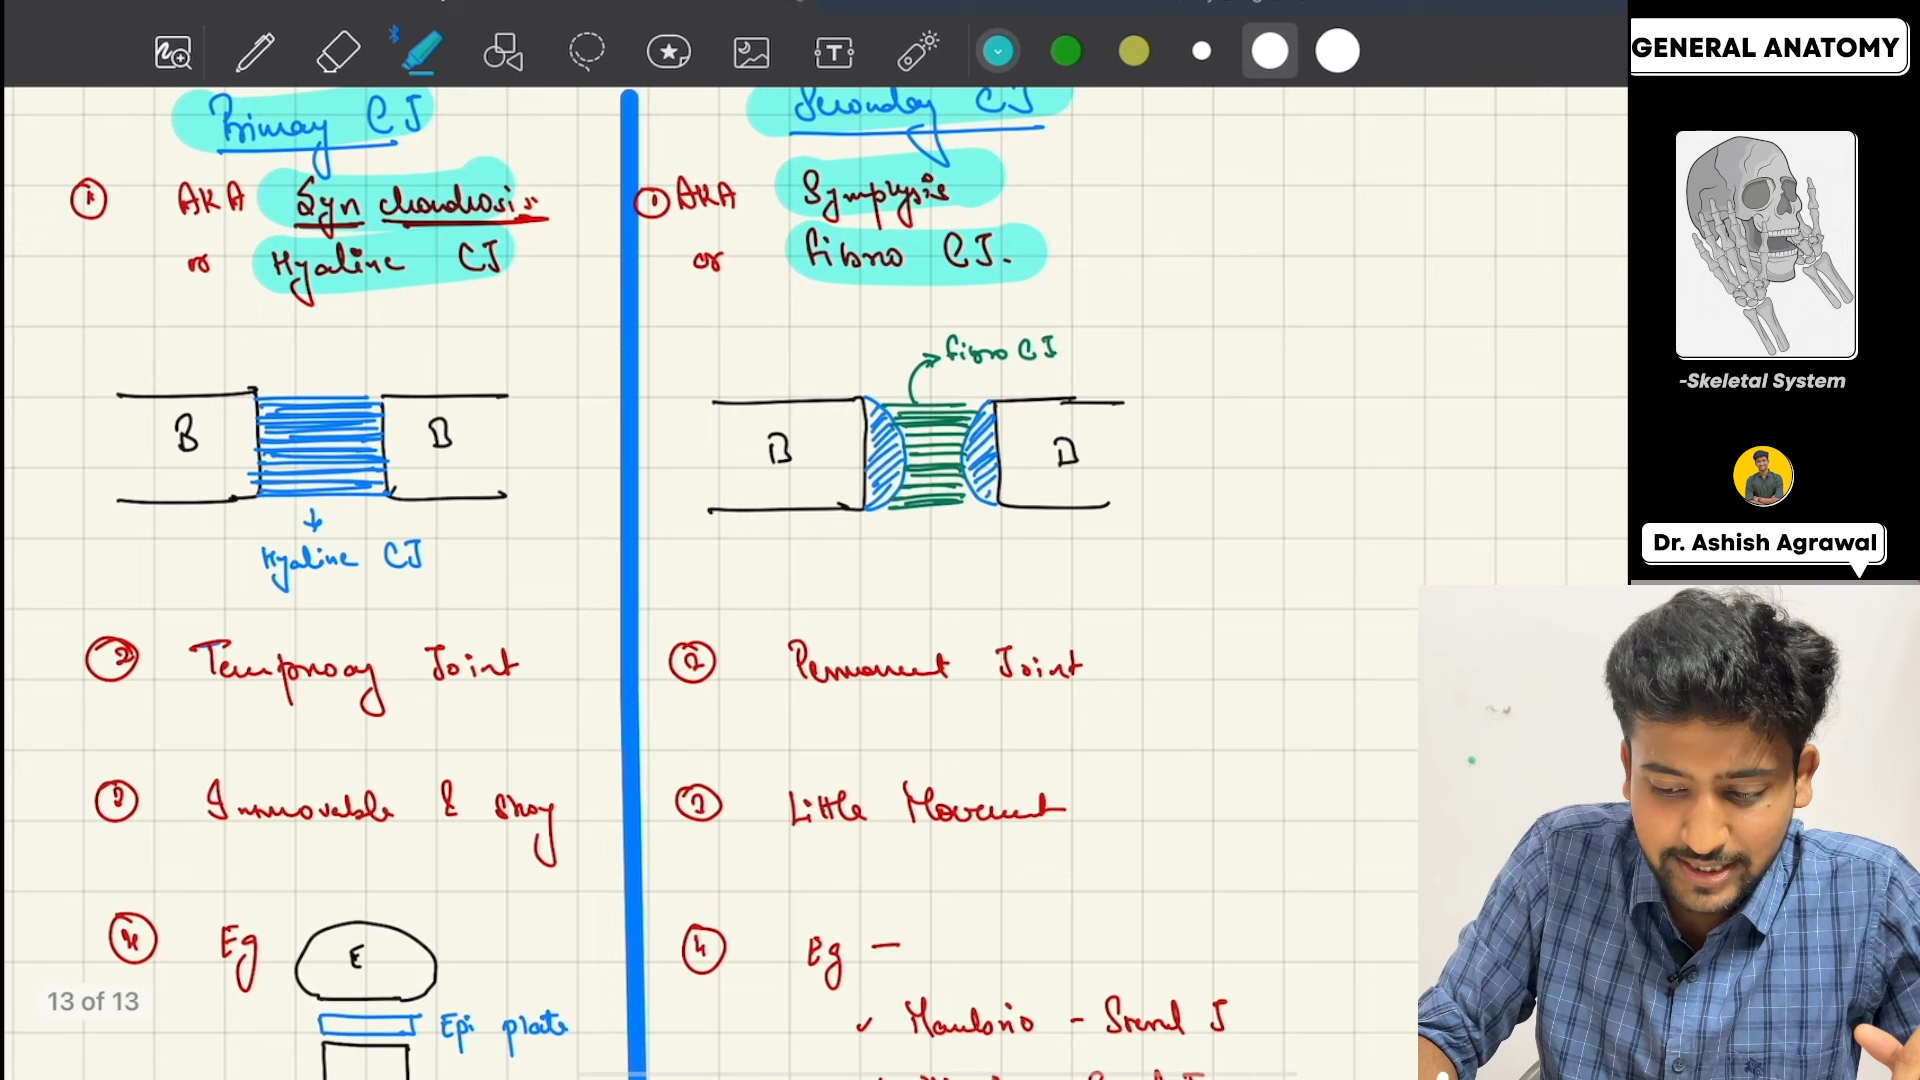 GENERAL ANATOMY
-Skeletal System
Dr. Ashish Agrawal
Primary CJ
① AKA Synchondrosis
or Hyaline CJ
B B
Hyaline CJ
② Temporary Joint
③ Immovable & Strong
④ Eg E
Epi plate
13 of 13
Secondary CJ
① AKA Symphysis
or Fibro CJ.
fibro CJ
B B
② Permanent Joint
③ Little Movement
④ Eg —
✓ Manubrio - Sternal J